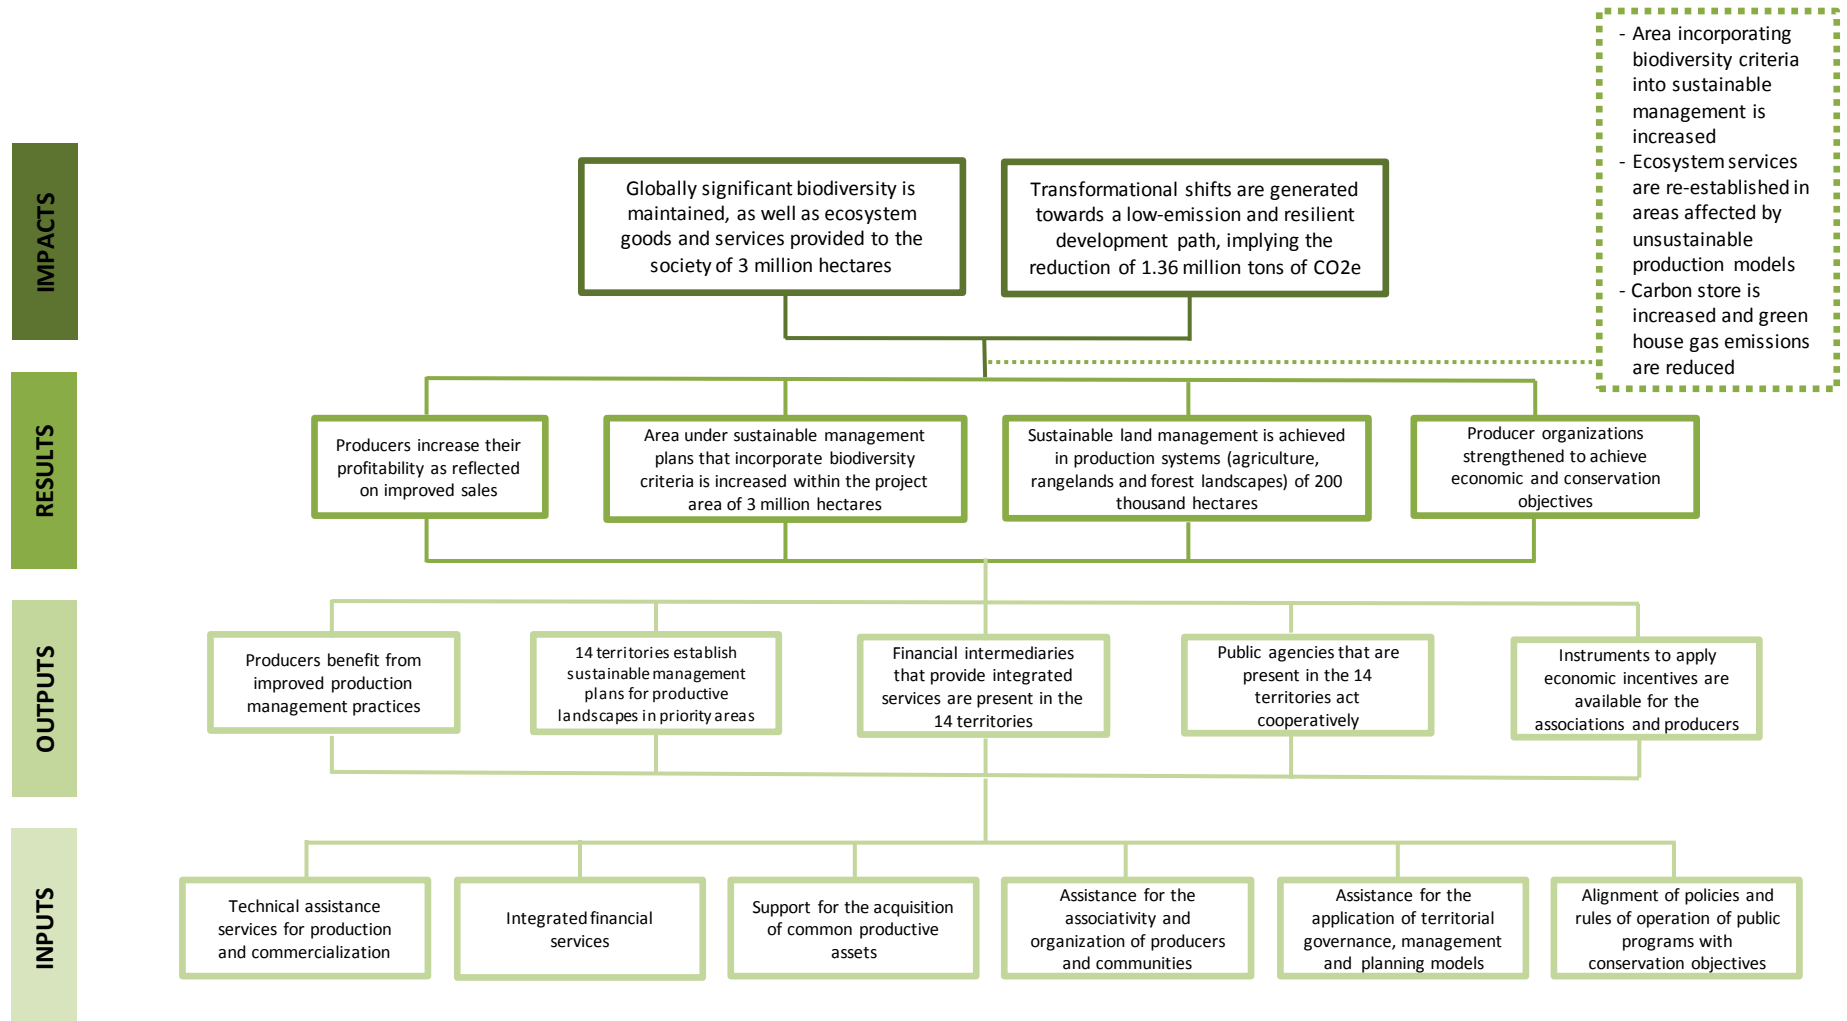 - Area incorporating
biodiversity criteria
into sustainable
management is
increased
- Ecosystem services
are re-established in
areas affected by
unsustainable
production models
- Carbon store is
increased and green
house gas emissions
are reduced
IMPACTS
Globally significant biodiversity is
maintained, as well as ecosystem
goods and services provided to the
society of 3 million hectares
Transformational shifts are generated
towards a low-emission and resilient
development path, implying the
reduction of 1.36 million tons of CO2e
RESULTS
Producers increase their
profitability as reflected
on improved sales
Area under sustainable management
plans that incorporate biodiversity
criteria is increased within the project
area of 3 million hectares
Sustainable land management is achieved
in production systems (agriculture,
rangelands and forest landscapes) of 200
thousand hectares
Producer organizations
strengthened to achieve
economic and conservation
objectives
OUTPUTS
Producers benefit from
improved production
management practices
14 territories establish
sustainable management
plans for productive
landscapes in priority areas
Financial intermediaries
that provide integrated
services are present in the
14 territories
Public agencies that are
present in the 14
territories act
cooperatively
Instruments to apply
economic incentives are
available for the
associations and producers
INPUTS
Technical assistance
services for production
and commercialization
Integrated financial
services
Support for the acquisition
of common productive
assets
Assistance for the
associativity and
organization of producers
and communities
Assistance for the
application of territorial
governance, management
and planning models
Alignment of policies and
rules of operation of public
programs with
conservation objectives